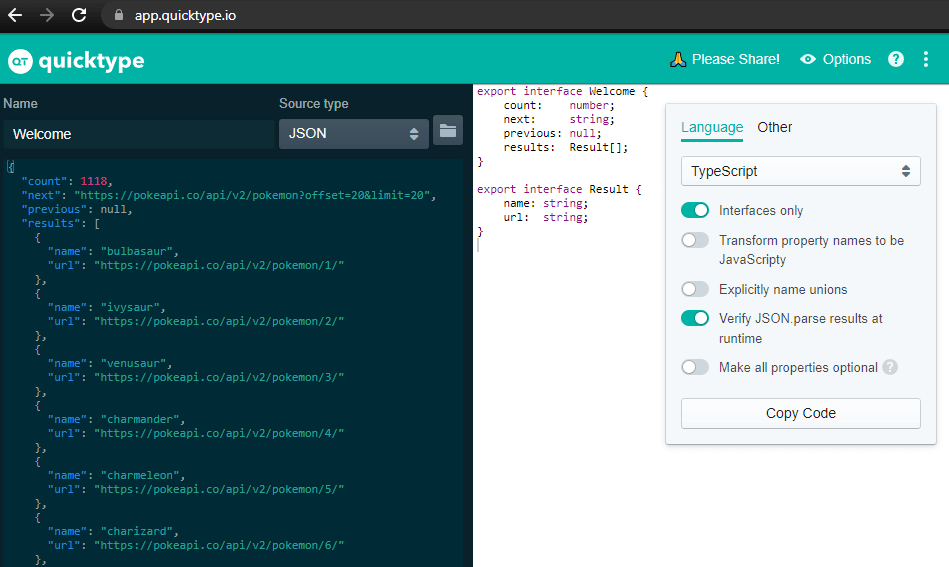 app.quicktype.io
QT quicktype
Please Share!
Options
?
Name
Source type
Welcome
JSON
{
"count": 1118,
"next": "https://pokeapi.co/api/v2/pokemon?offset=20&limit=20",
"previous": null,
"results": [
{
"name": "bulbasaur",
"url": "https://pokeapi.co/api/v2/pokemon/1/"
},
{
"name": "ivysaur",
"url": "https://pokeapi.co/api/v2/pokemon/2/"
},
{
"name": "venusaur",
"url": "https://pokeapi.co/api/v2/pokemon/3/"
},
{
"name": "charmander",
"url": "https://pokeapi.co/api/v2/pokemon/4/"
},
{
"name": "charmeleon",
"url": "https://pokeapi.co/api/v2/pokemon/5/"
},
{
"name": "charizard",
"url": "https://pokeapi.co/api/v2/pokemon/6/"
},
export interface Welcome {
count: number;
next: string;
previous: null;
results: Result[];
}
export interface Result {
name: string;
url: string;
}
Language
Other
TypeScript
Interfaces only
Transform property names to be
JavaScripty
Explicitly name unions
Verify JSON.parse results at
runtime
Make all properties optional ?
Copy Code